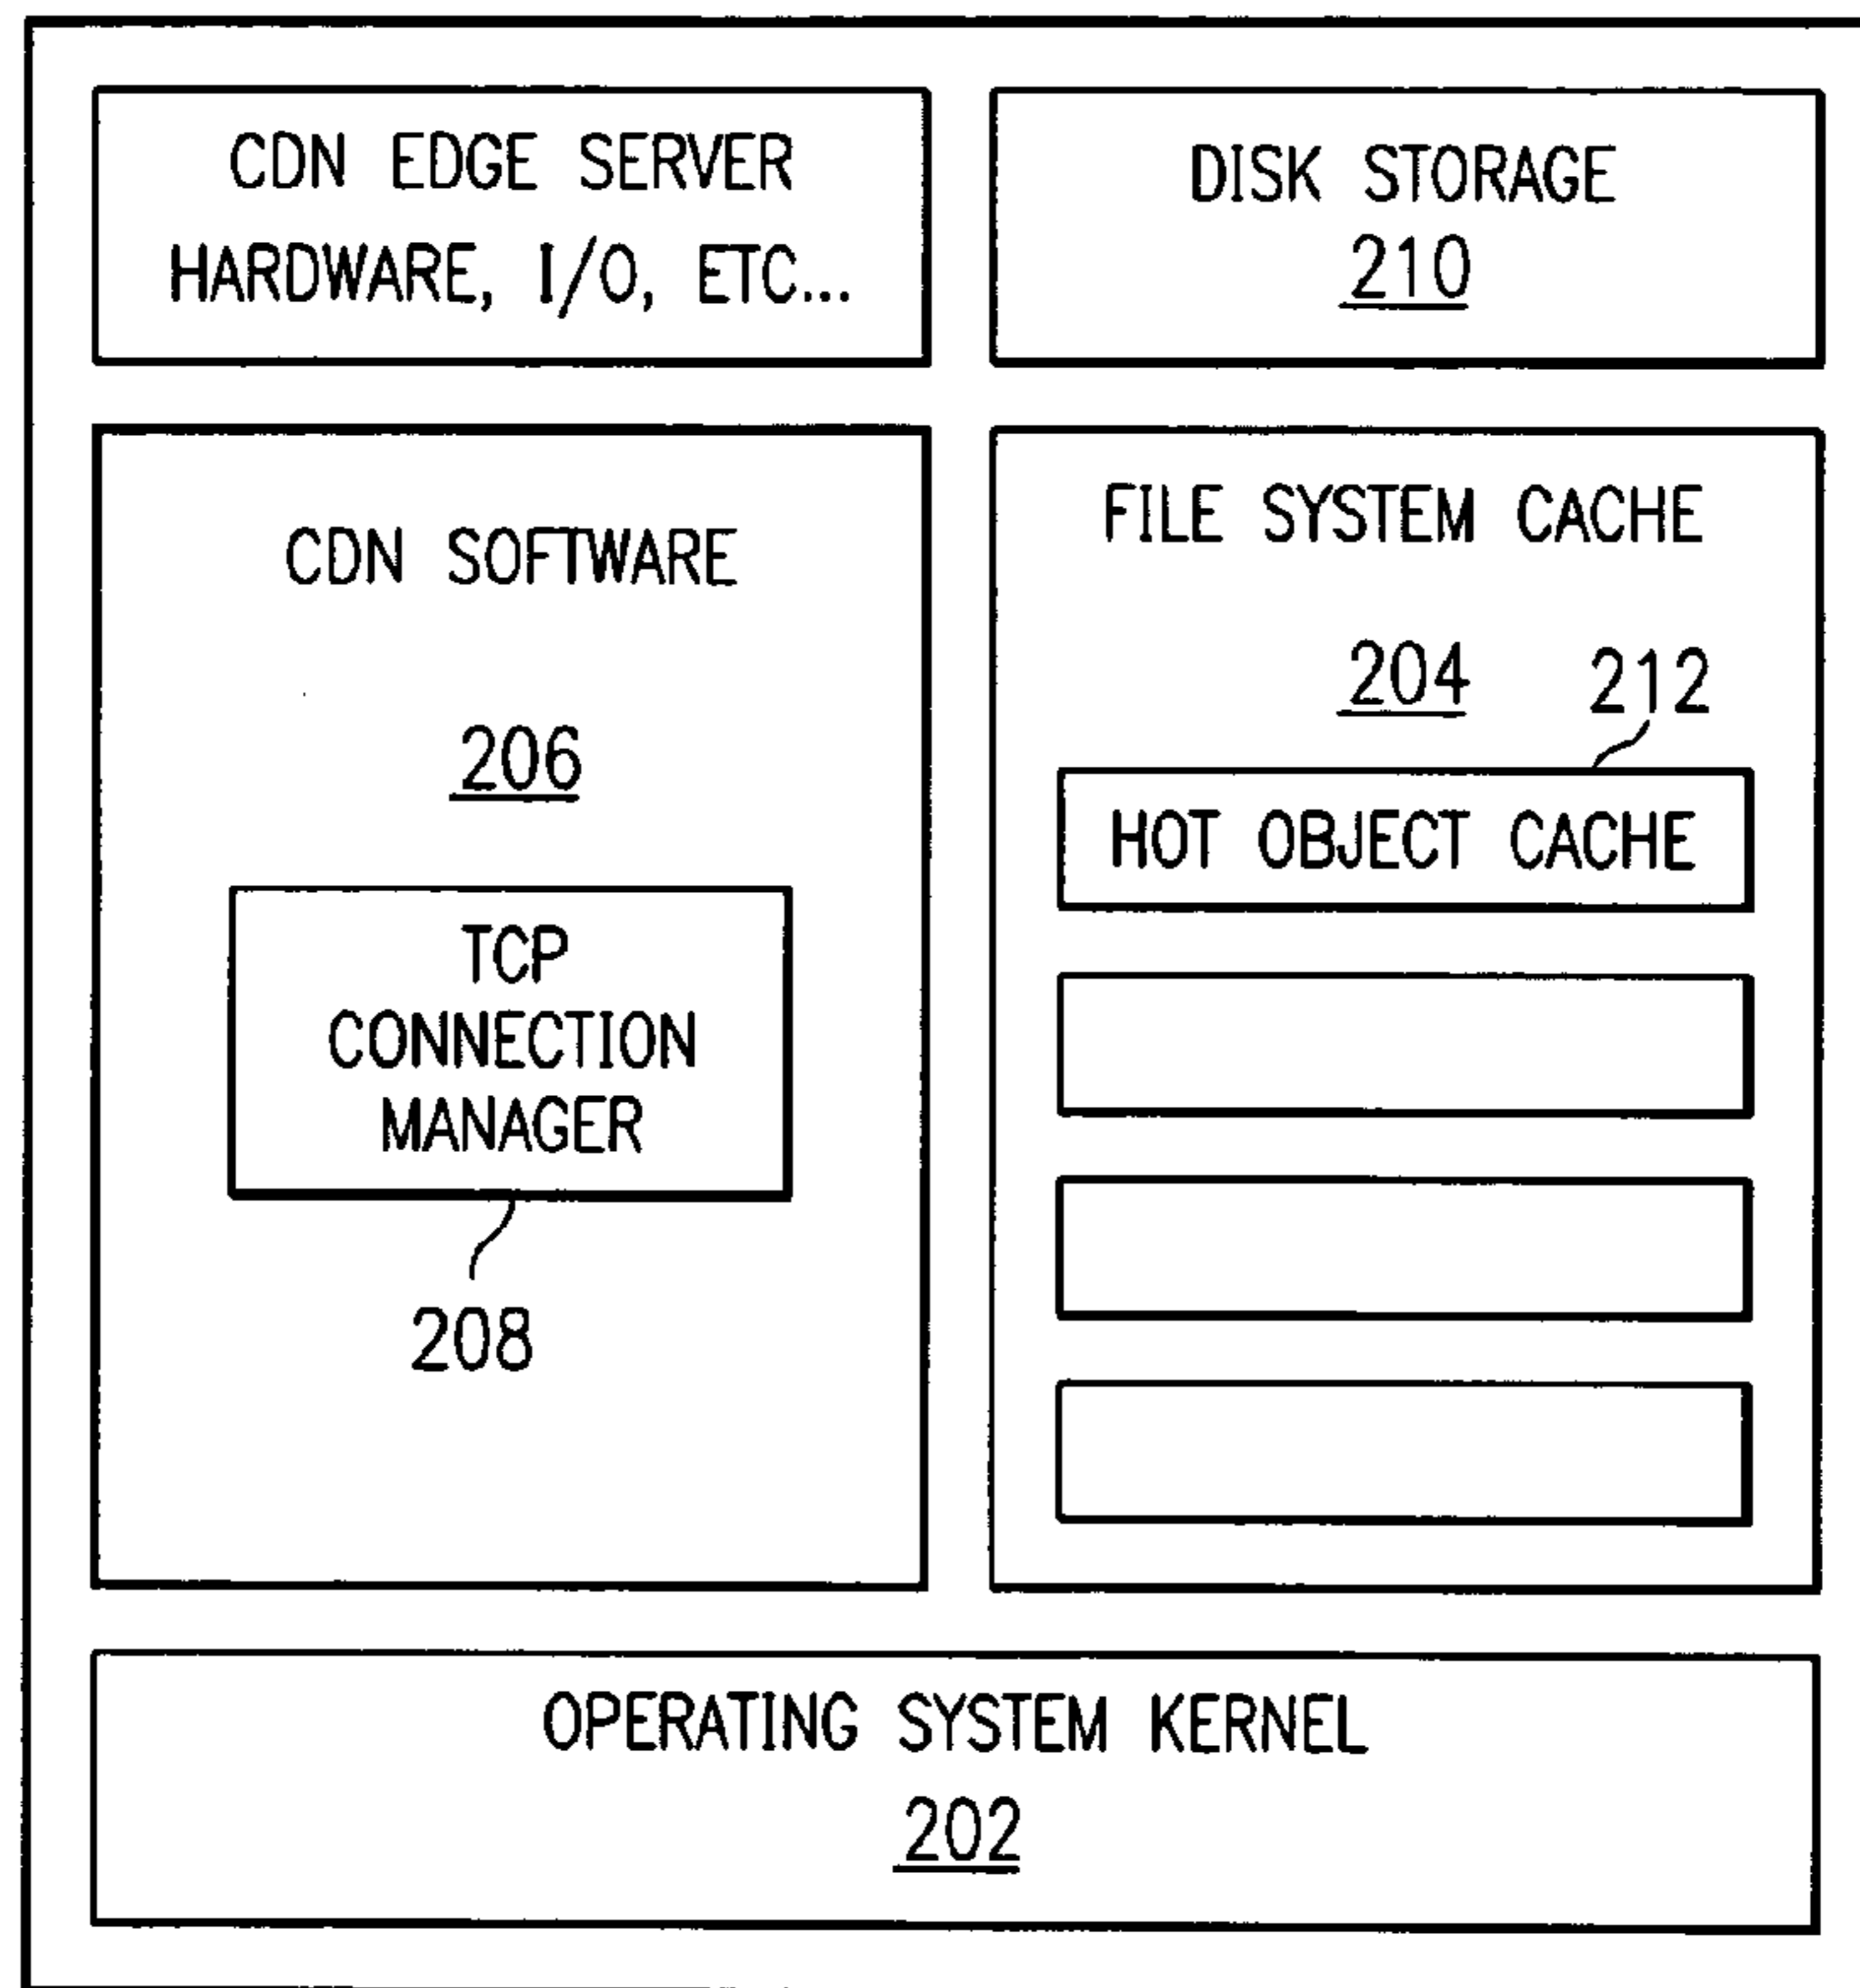 CDN EDGE SERVER
HARDWARE, I/O, ETC...
DISK STORAGE
210
CDN SOFTWARE
206
TCP
CONNECTION
MANAGER
208
FILE SYSTEM CACHE
204
212
HOT OBJECT CACHE
OPERATING SYSTEM KERNEL
202